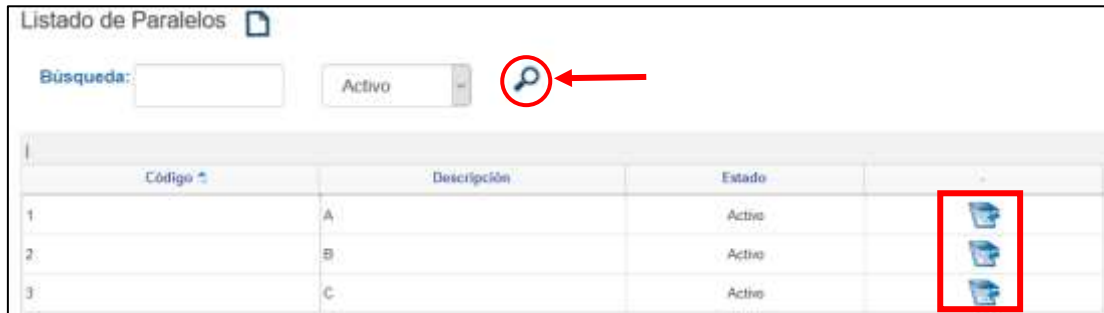 Listado de Paralelos
Búsqueda: Activo
Código Descripción Estado
1 A Activo
2 B Activo
3 C Activo